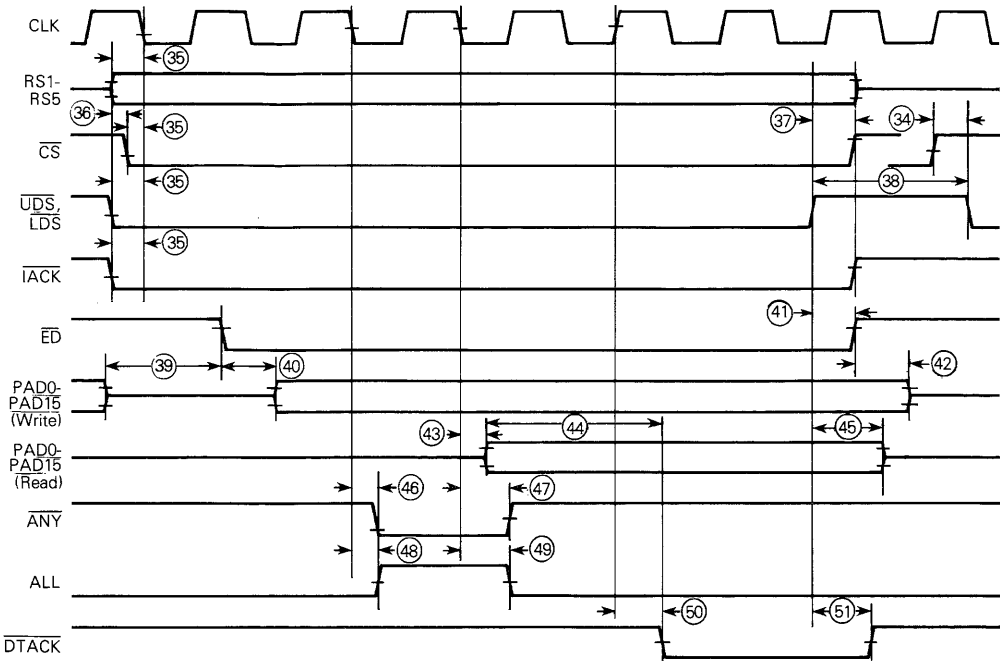 CLK
35
RS1-
RS5
36
35
37
34
CS
35
38
UDS,
LDS
35
IACK
41
ED
39
40
42
PAD0-
PAD15
(Write)
43
44
45
PAD0-
PAD15
(Read)
46
47
ANY
48
49
ALL
50
51
DTACK